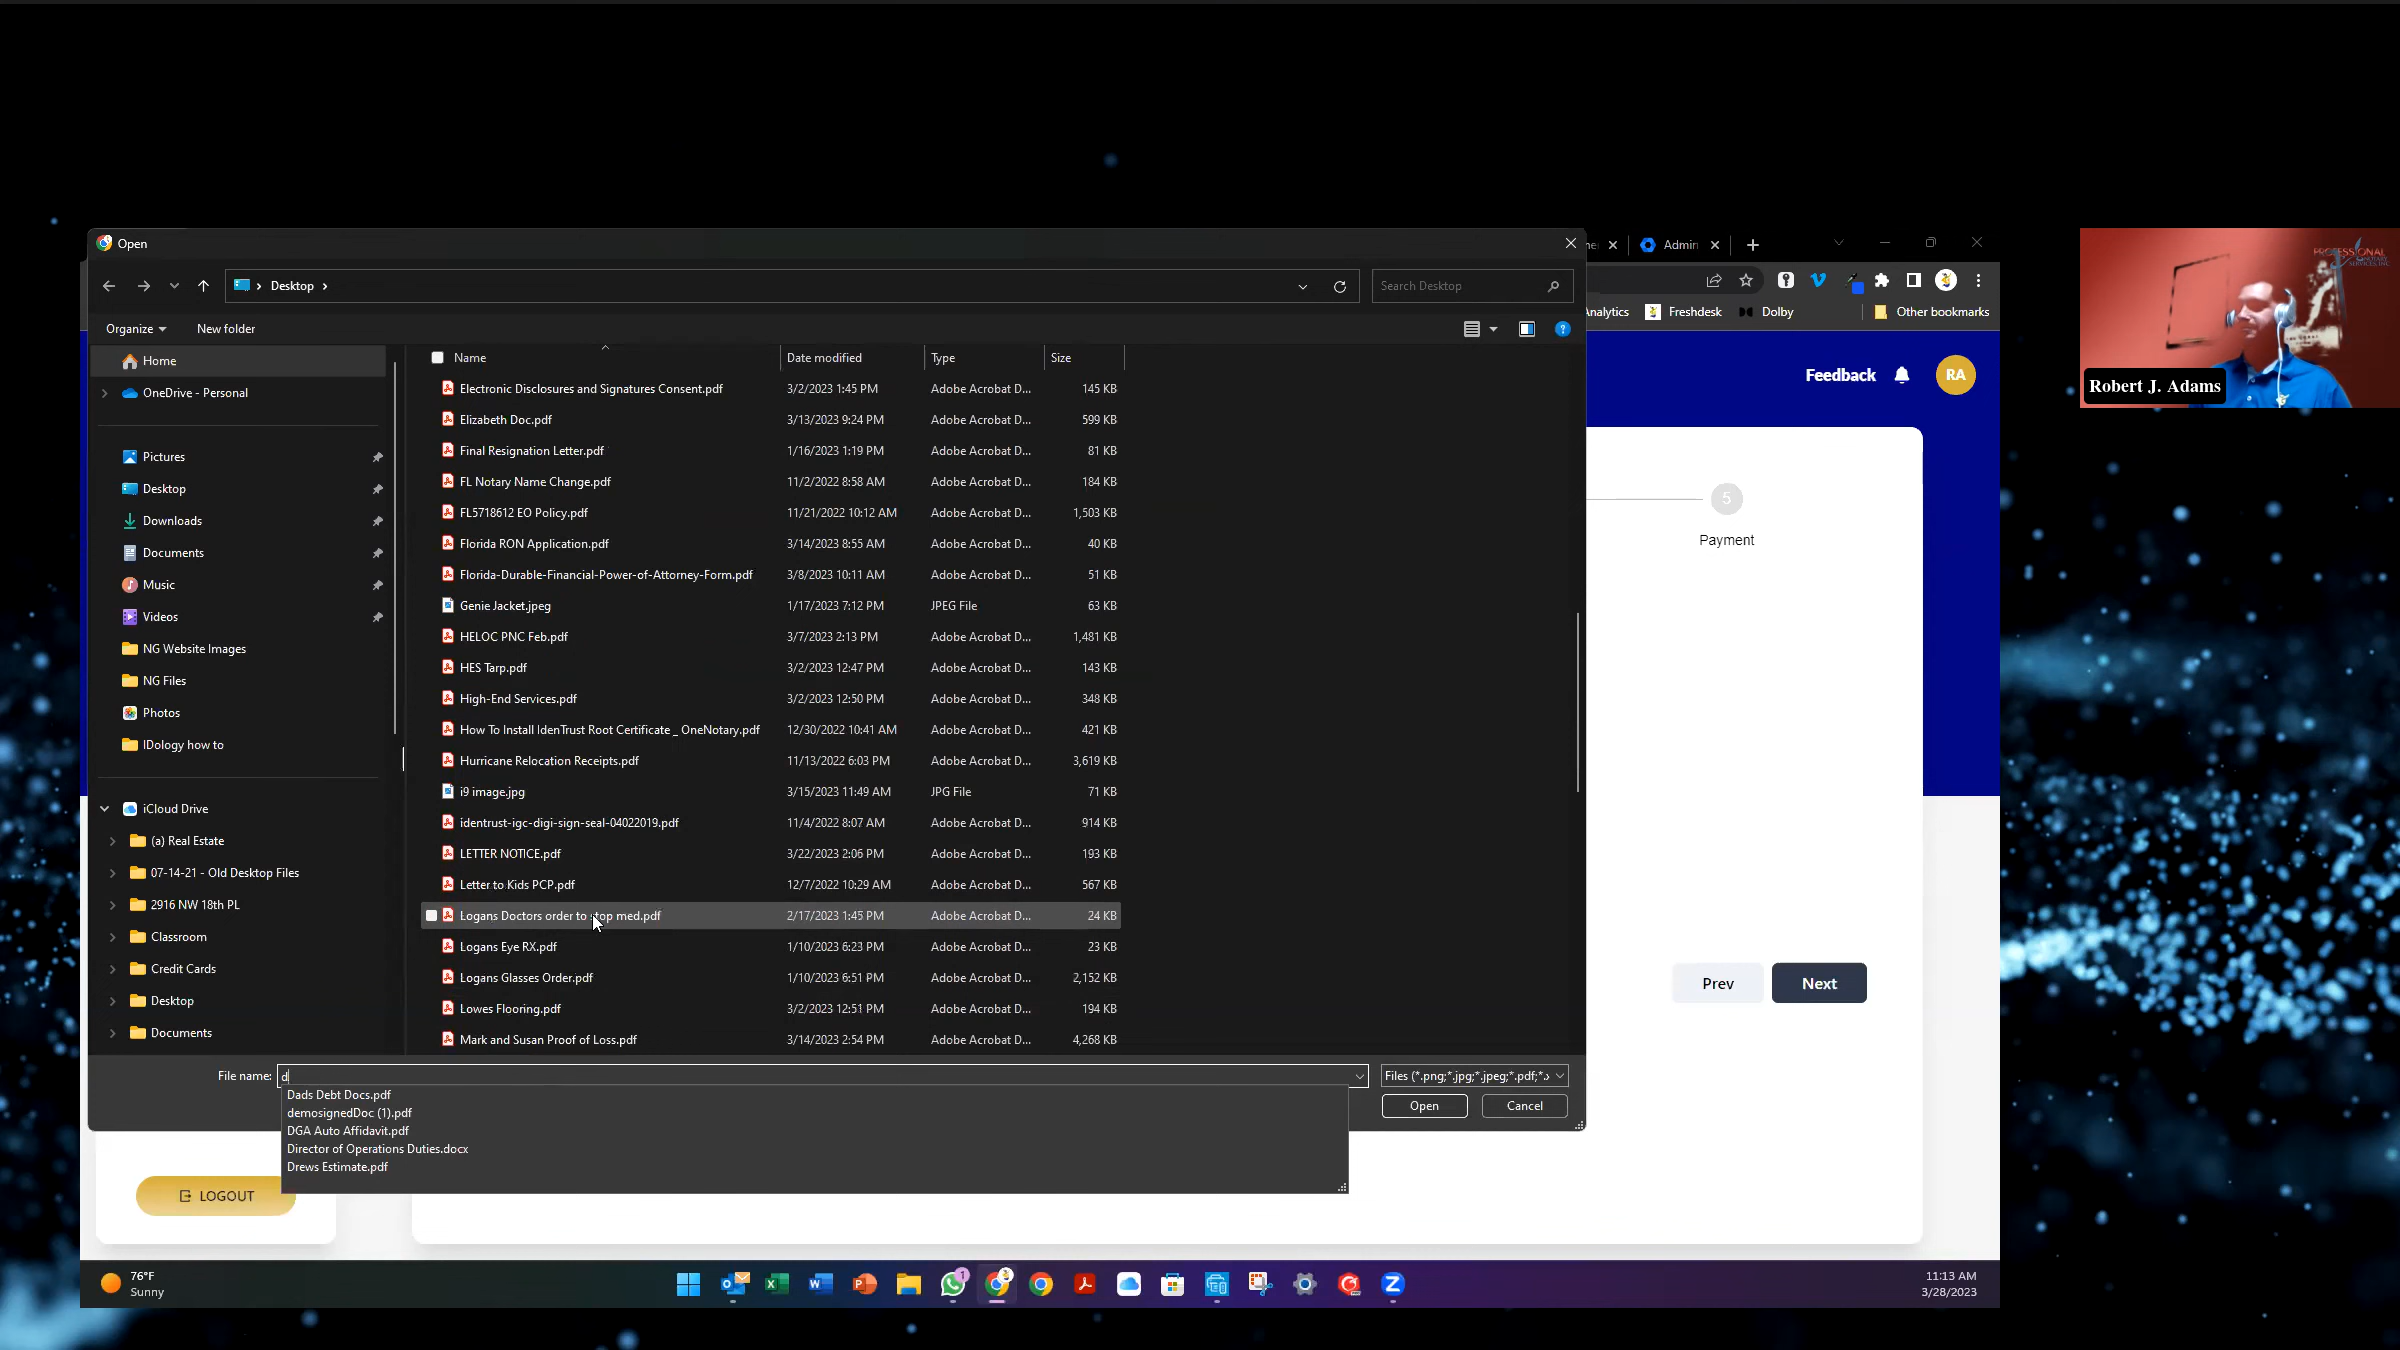 Open
Admin
Desktop
Search Desktop
Organize
New folder
Analytics
Freshdesk
Dolby
Other bookmarks
Home
OneDrive - Personal
Pictures
Desktop
Downloads
Documents
Music
Videos
NG Website Images
NG Files
Photos
IDology how to
iCloud Drive
(a) Real Estate
07-14-21 - Old Desktop Files
2916 NW 18th PL
Classroom
Credit Cards
Desktop
Documents
Name Date modified Type Size
Electronic Disclosures and Signatures Consent.pdf 3/2/2023 1:45 PM Adobe Acrobat D... 145 KB
Elizabeth Doc.pdf 3/13/2023 9:24 PM Adobe Acrobat D... 599 KB
Final Resignation Letter.pdf 1/16/2023 1:19 PM Adobe Acrobat D... 81 KB
FL Notary Name Change.pdf 11/2/2022 8:58 AM Adobe Acrobat D... 184 KB
FL5718612 EO Policy.pdf 11/21/2022 10:12 AM Adobe Acrobat D... 1,503 KB
Florida RON Application.pdf 3/14/2023 8:55 AM Adobe Acrobat D... 40 KB
Florida-Durable-Financial-Power-of-Attorney-Form.pdf 3/8/2023 10:11 AM Adobe Acrobat D... 51 KB
Genie Jacket.jpeg 1/17/2023 7:12 PM JPEG File 63 KB
HELOC PNC Feb.pdf 3/7/2023 2:13 PM Adobe Acrobat D... 1,481 KB
HES Tarp.pdf 3/2/2023 12:47 PM Adobe Acrobat D... 143 KB
High-End Services.pdf 3/2/2023 12:50 PM Adobe Acrobat D... 348 KB
How To Install IdenTrust Root Certificate _ OneNotary.pdf 12/30/2022 10:41 AM Adobe Acrobat D... 421 KB
Hurricane Relocation Receipts.pdf 11/13/2022 6:03 PM Adobe Acrobat D... 3,619 KB
i9 image.jpg 3/15/2023 11:49 AM JPG File 71 KB
identrust-igc-digi-sign-seal-04022019.pdf 11/4/2022 8:07 AM Adobe Acrobat D... 914 KB
LETTER NOTICE.pdf 3/22/2023 2:06 PM Adobe Acrobat D... 193 KB
Letter to Kids PCP.pdf 12/7/2022 10:29 AM Adobe Acrobat D... 567 KB
Logans Doctors order to stop med.pdf 2/17/2023 1:45 PM Adobe Acrobat D... 24 KB
Logans Eye RX.pdf 1/10/2023 6:23 PM Adobe Acrobat D... 23 KB
Logans Glasses Order.pdf 1/10/2023 6:51 PM Adobe Acrobat D... 2,152 KB
Lowes Flooring.pdf 3/2/2023 12:51 PM Adobe Acrobat D... 194 KB
Mark and Susan Proof of Loss.pdf 3/14/2023 2:54 PM Adobe Acrobat D... 4,268 KB
File name: d
Files (*.png;*.jpg;*.jpeg;*.pdf;*.
Dads Debt Docs.pdf
demosignedDoc (1).pdf
DGA Auto Affidavit.pdf
Director of Operations Duties.docx
Drews Estimate.pdf
Open
Cancel
Feedback
RA
5
Payment
Prev
Next
LOGOUT
PROFESSIONAL
NOTARY
SERVICES, INC
Robert J. Adams
76°F
Sunny
1
11:13 AM
3/28/2023